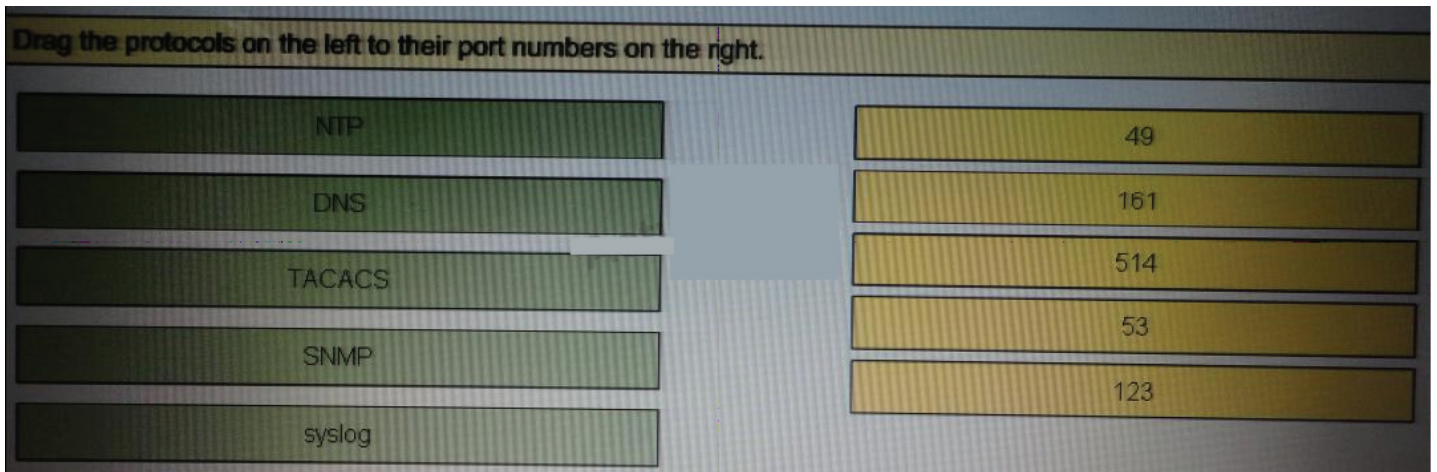 Drag the protocols on the left to their port numbers on the right.
NTP
DNS
TACACS
SNMP
syslog
49
161
514
53
123